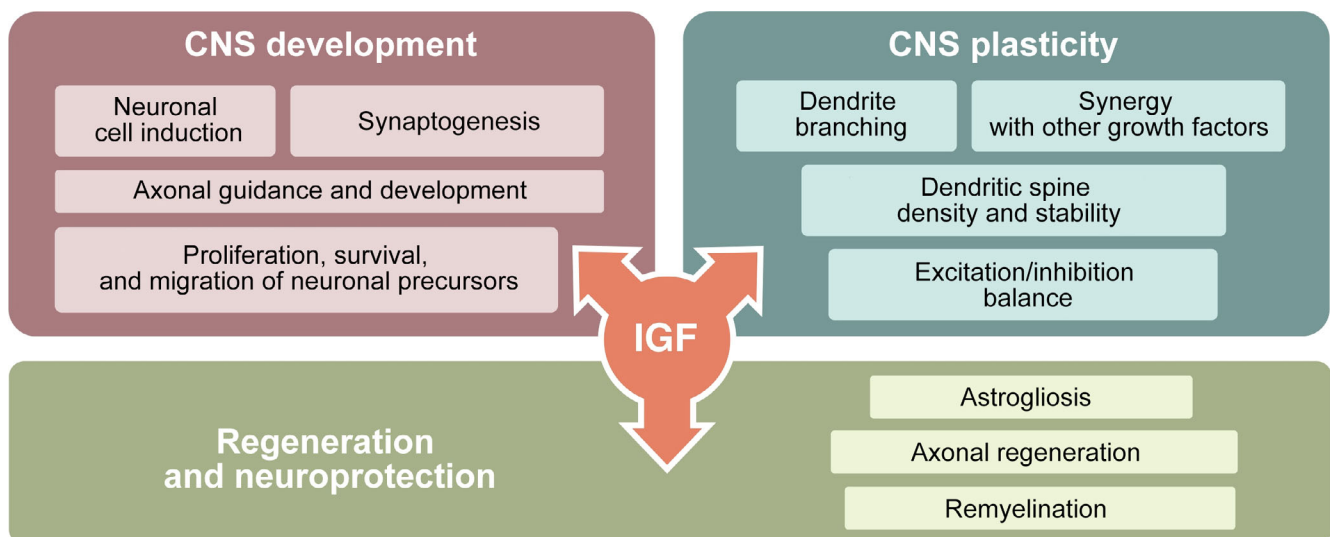 CNS development
Neuronal
cell induction
Synaptogenesis
Axonal guidance and development
Proliferation, survival,
and migration of neuronal precursors
CNS plasticity
Dendrite
branching
Synergy
with other growth factors
Dendritic spine
density and stability
Excitation/inhibition
balance
IGF
Regeneration
and neuroprotection
Astrogliosis
Axonal regeneration
Remyelination